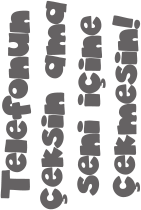 Telefonun
çeksin ama
seni içine
çekmesin!